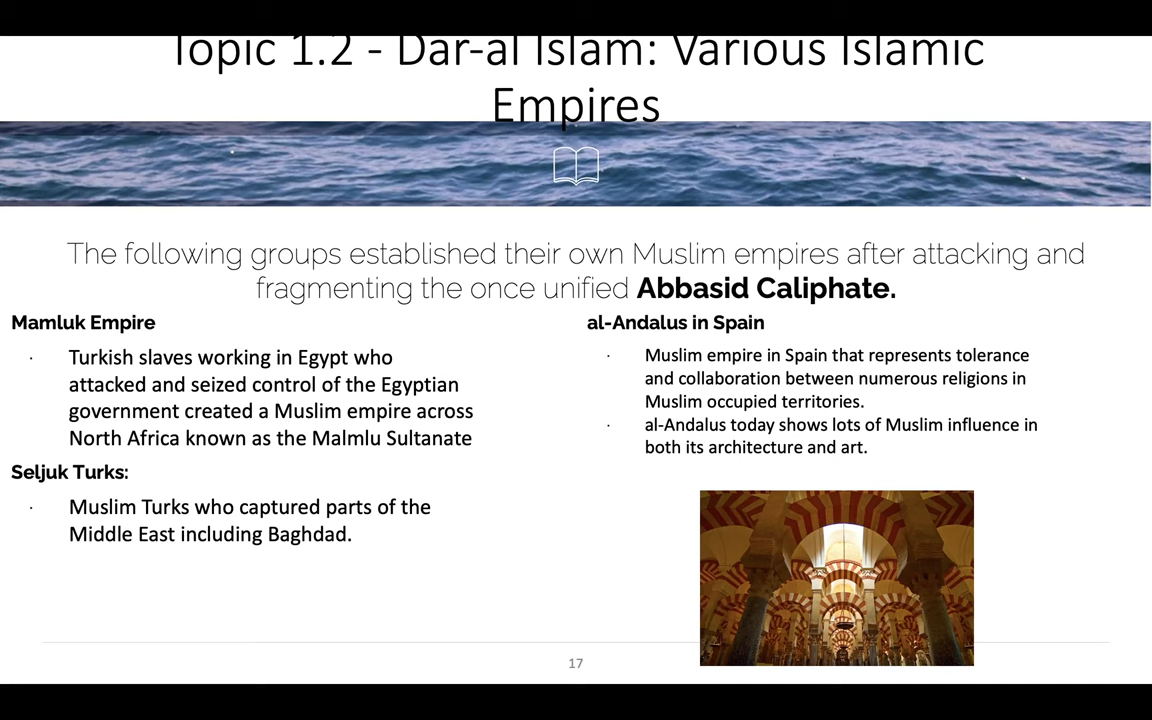 Topic 1.2 - Dar-al Islam: Various Islamic
Empires
The following groups established their own Muslim empires after attacking and
fragmenting the once unified Abbasid Caliphate.
Mamluk Empire
· Turkish slaves working in Egypt who
attacked and seized control of the Egyptian
government created a Muslim empire across
North Africa known as the Malmlu Sultanate
Seljuk Turks:
· Muslim Turks who captured parts of the
Middle East including Baghdad.
al-Andalus in Spain
· Muslim empire in Spain that represents tolerance
and collaboration between numerous religions in
Muslim occupied territories.
· al-Andalus today shows lots of Muslim influence in
both its architecture and art.
17